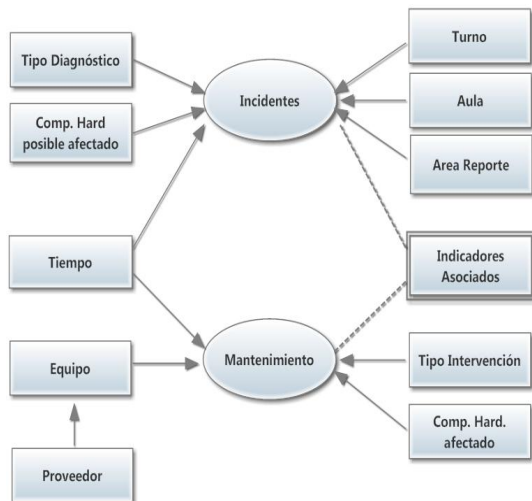 Tipo Diagnóstico
Comp. Hard
posible afectado
Tiempo
Equipo
Proveedor
Incidentes
Mantenimiento
Turno
Aula
Area Reporte
Indicadores
Asociados
Tipo Intervención
Comp. Hard.
afectado